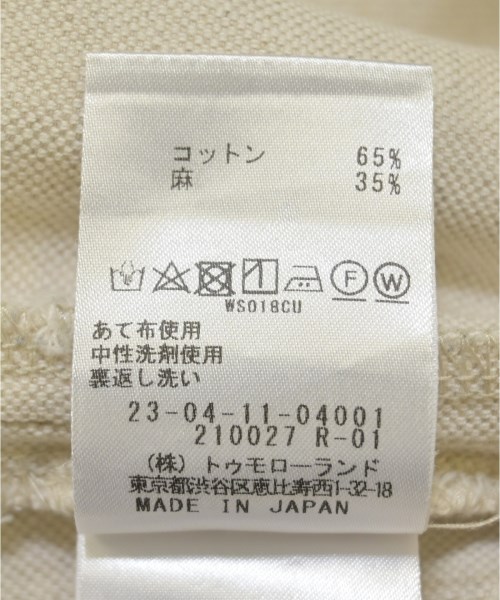 コットン 65%
麻 35%
F W
WS018CU
あて布使用
中性洗剤使用
裏返し洗い
23-04-11-04001
210027 R-01
(株)トゥモローランド
東京都渋谷区恵比寿西1-32-18
MADE IN JAPAN